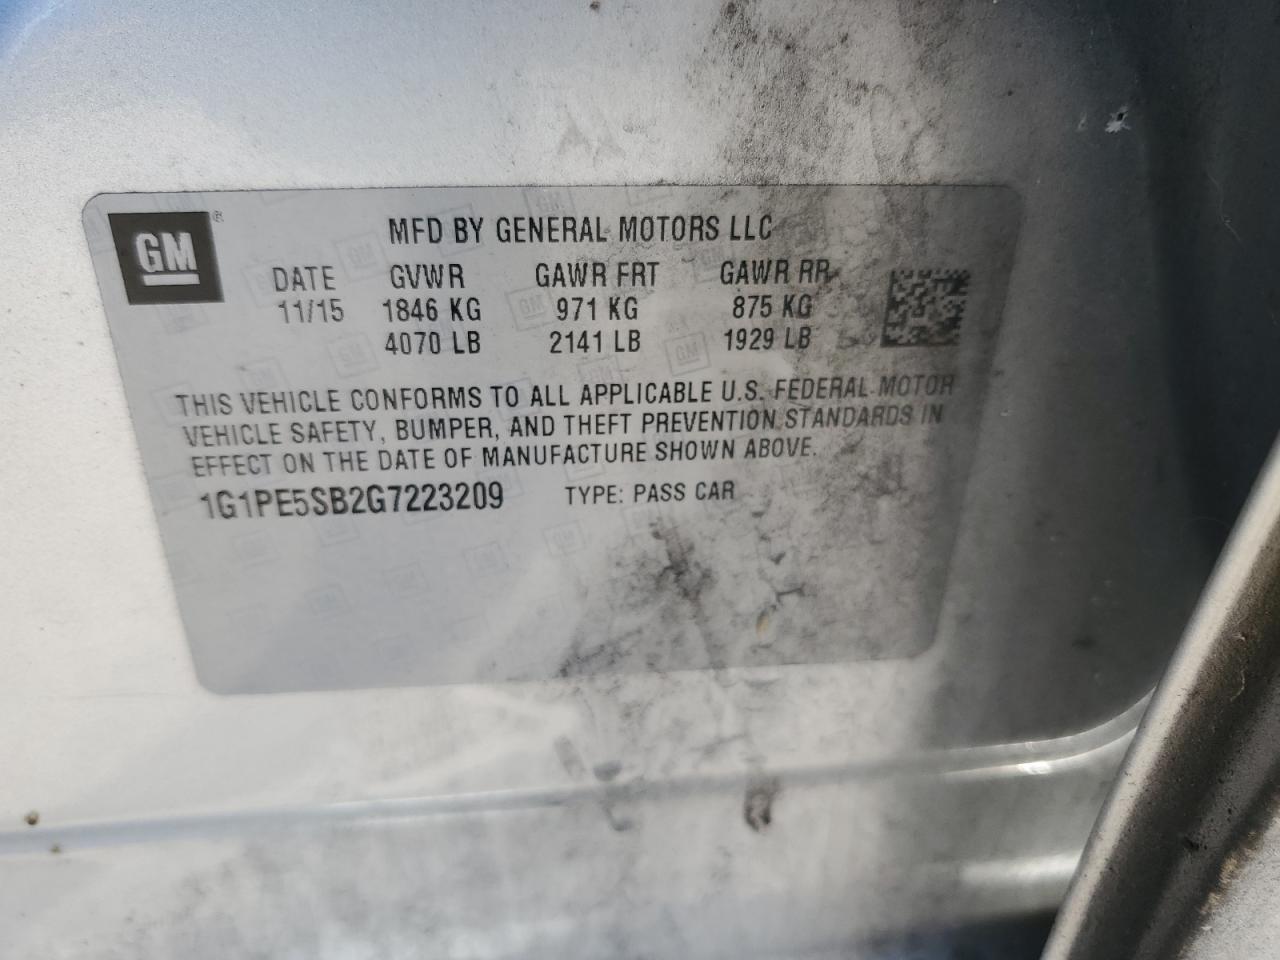 GM
MFD BY GENERAL MOTORS LLC
DATE GVWR GAWR FRT GAWR RR
11/15 1846 KG 971 KG 875 KG
4070 LB 2141 LB 1929 LB
THIS VEHICLE CONFORMS TO ALL APPLICABLE U.S. FEDERAL MOTOR
VEHICLE SAFETY, BUMPER, AND THEFT PREVENTION STANDARDS IN
EFFECT ON THE DATE OF MANUFACTURE SHOWN ABOVE.
1G1PE5SB2G7223209 TYPE: PASS CAR